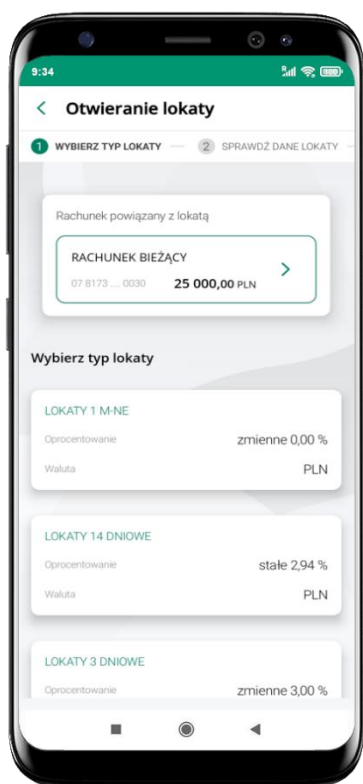 9:34
Otwieranie lokaty
1 WYBIERZ TYP LOKATY 2 SPRAWDŹ DANE LOKATY
Rachunek powiązany z lokatą
RACHUNEK BIEŻĄCY
07 8173 ... 0030 25 000,00 PLN
Wybierz typ lokaty
LOKATY 1 M-NE
Oprocentowanie zmienne 0,00 %
Waluta PLN
LOKATY 14 DNIOWE
Oprocentowanie stałe 2,94 %
Waluta PLN
LOKATY 3 DNIOWE
Oprocentowanie zmienne 3,00 %